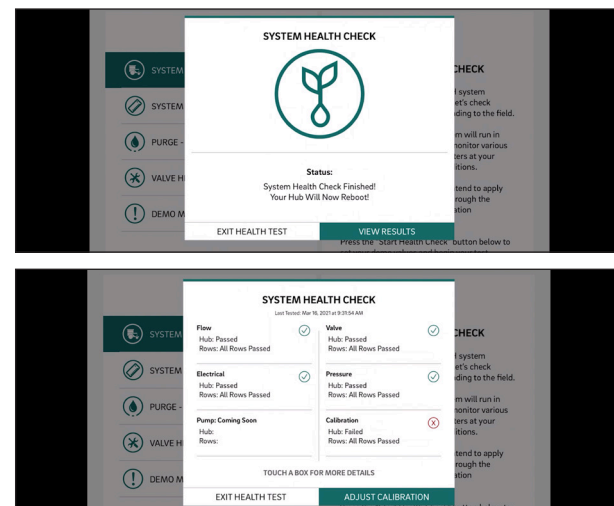 SYSTEM HEALTH CHECK
SYSTEM
SYSTEM
PURGE -
VALVE H
DEMO M
Status:
System Health Check Finished!
Your Hub Will Now Reboot!
EXIT HEALTH TEST
VIEW RESULTS
CHECK
system
et's check
ding to the field.
m will run in
monitor various
ters at your
itions.
tend to apply
rough the
ation
Press the "Start Health Check" button below to
SYSTEM HEALTH CHECK
Last Tested: Mar 16, 2021 at 9:31:54 AM
SYSTEM
SYSTEM
PURGE -
VALVE H
DEMO M
Flow
Hub: Passed
Rows: All Rows Passed
Valve
Hub: Passed
Rows: All Rows Passed
Electrical
Hub: Passed
Rows: All Rows Passed
Pressure
Hub: Passed
Rows: All Rows Passed
Pump: Coming Soon
Hub:
Rows:
Calibration
Hub: Failed
Rows: All Rows Passed
X
TOUCH A BOX FOR MORE DETAILS
EXIT HEALTH TEST
ADJUST CALIBRATION
CHECK
system
et's check
ding to the field.
m will run in
monitor various
ters at your
itions.
tend to apply
rough the
ation